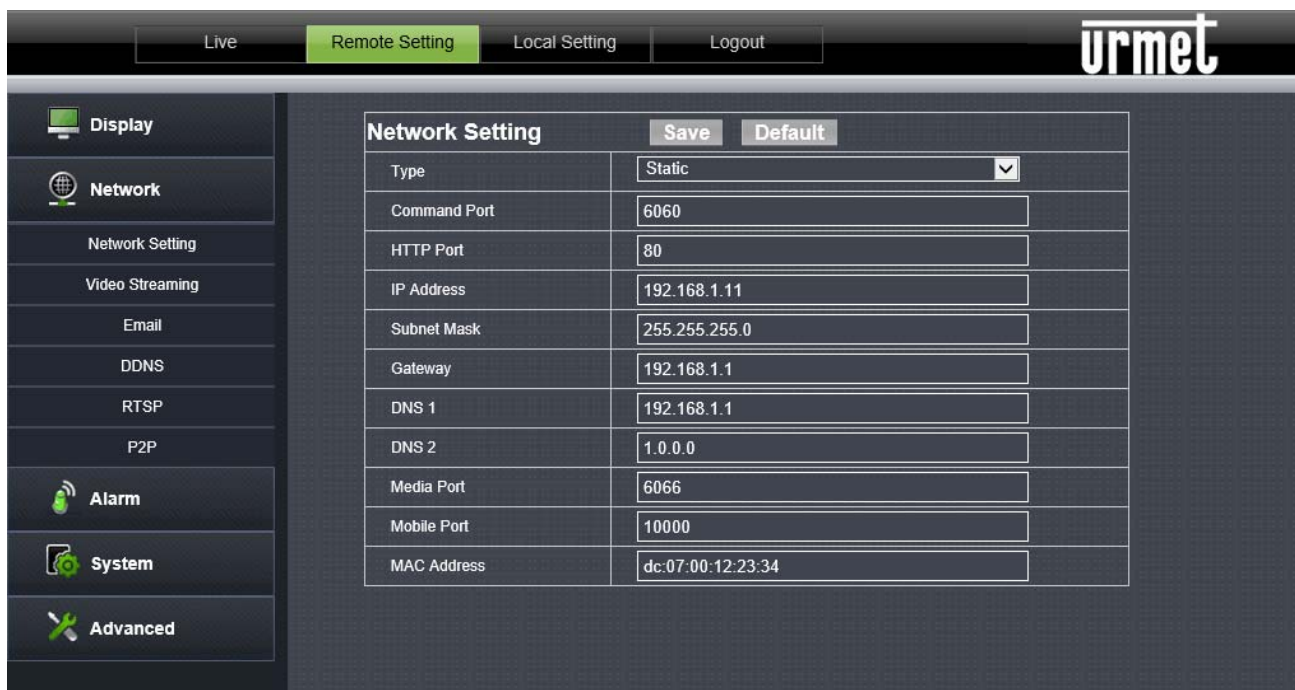 Live Remote Setting Local Setting Logout urmet
Display
Network
Network Setting
Video Streaming
Email
DDNS
RTSP
P2P
Alarm
System
Advanced
Network Setting Save Default
Type Static
Command Port 6060
HTTP Port 80
IP Address 192.168.1.11
Subnet Mask 255.255.255.0
Gateway 192.168.1.1
DNS 1 192.168.1.1
DNS 2 1.0.0.0
Media Port 6066
Mobile Port 10000
MAC Address dc:07:00:12:23:34